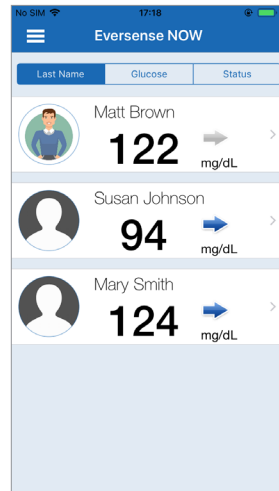 No SIM 17:18
Eversense NOW
Last Name Glucose Status
Matt Brown
122 mg/dL
Susan Johnson
94 mg/dL
Mary Smith
124 mg/dL